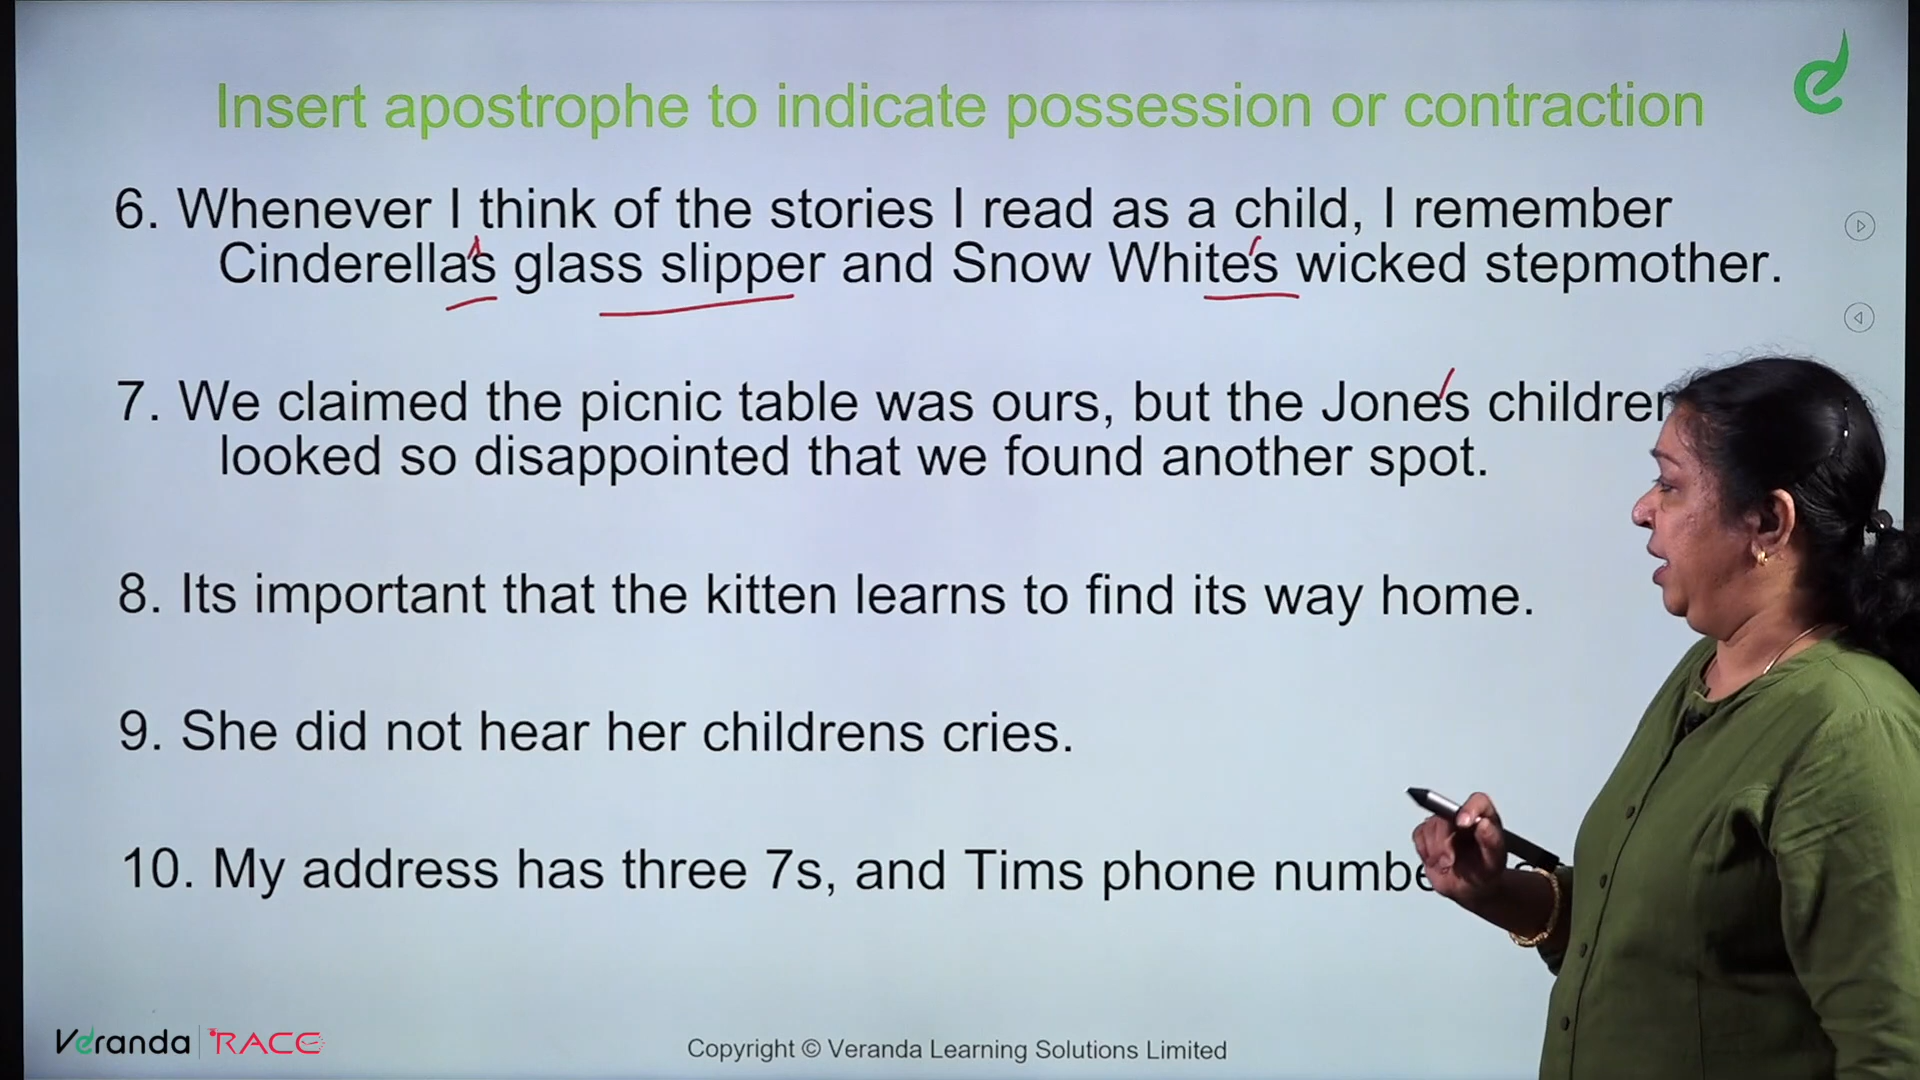 Insert apostrophe to indicate possession or contraction
6. Whenever I think of the stories I read as a child, I remember
Cinderella's glass slipper and Snow White's wicked stepmother.
7. We claimed the picnic table was ours, but the Jone's children
looked so disappointed that we found another spot.
8. Its important that the kitten learns to find its way home.
9. She did not hear her childrens cries.
10. My address has three 7s, and Tims phone
Veranda RACE
Copyright © Veranda Learning Solutions Limited